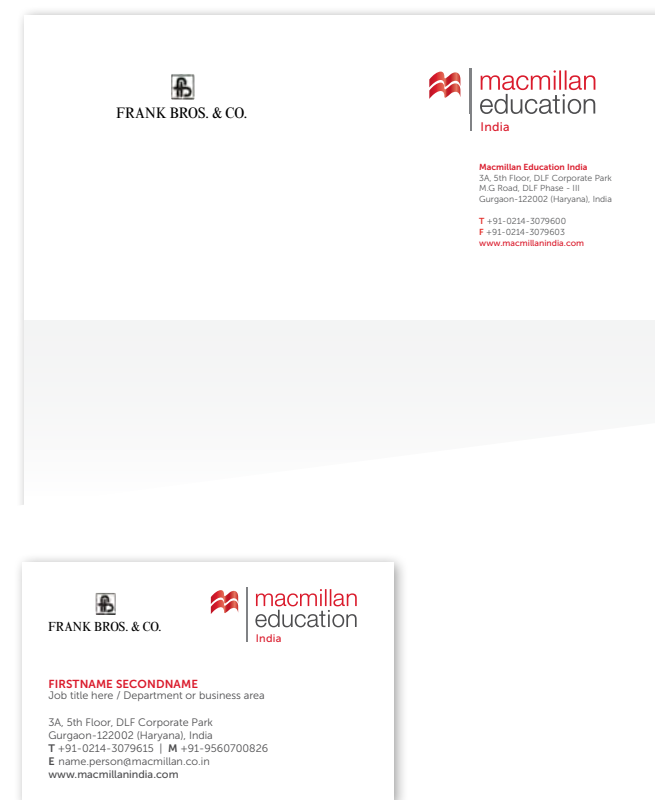 FRANK BROS. & CO.
macmillan
education
India
Macmillan Education India
3A, 5th Floor, DLF Corporate Park
M.G Road, DLF Phase - III
Gurgaon-122002 (Haryana), India
T +91-0214-3079600
F +91-0214-3079603
www.macmillanindia.com
FRANK BROS. & CO.
macmillan
education
India
FIRSTNAME SECONDNAME
Job title here / Department or business area
3A, 5th Floor, DLF Corporate Park
Gurgaon-122002 (Haryana), India
T +91-0214-3079615 | M +91-9560700826
E name.person@macmillan.co.in
www.macmillanindia.com